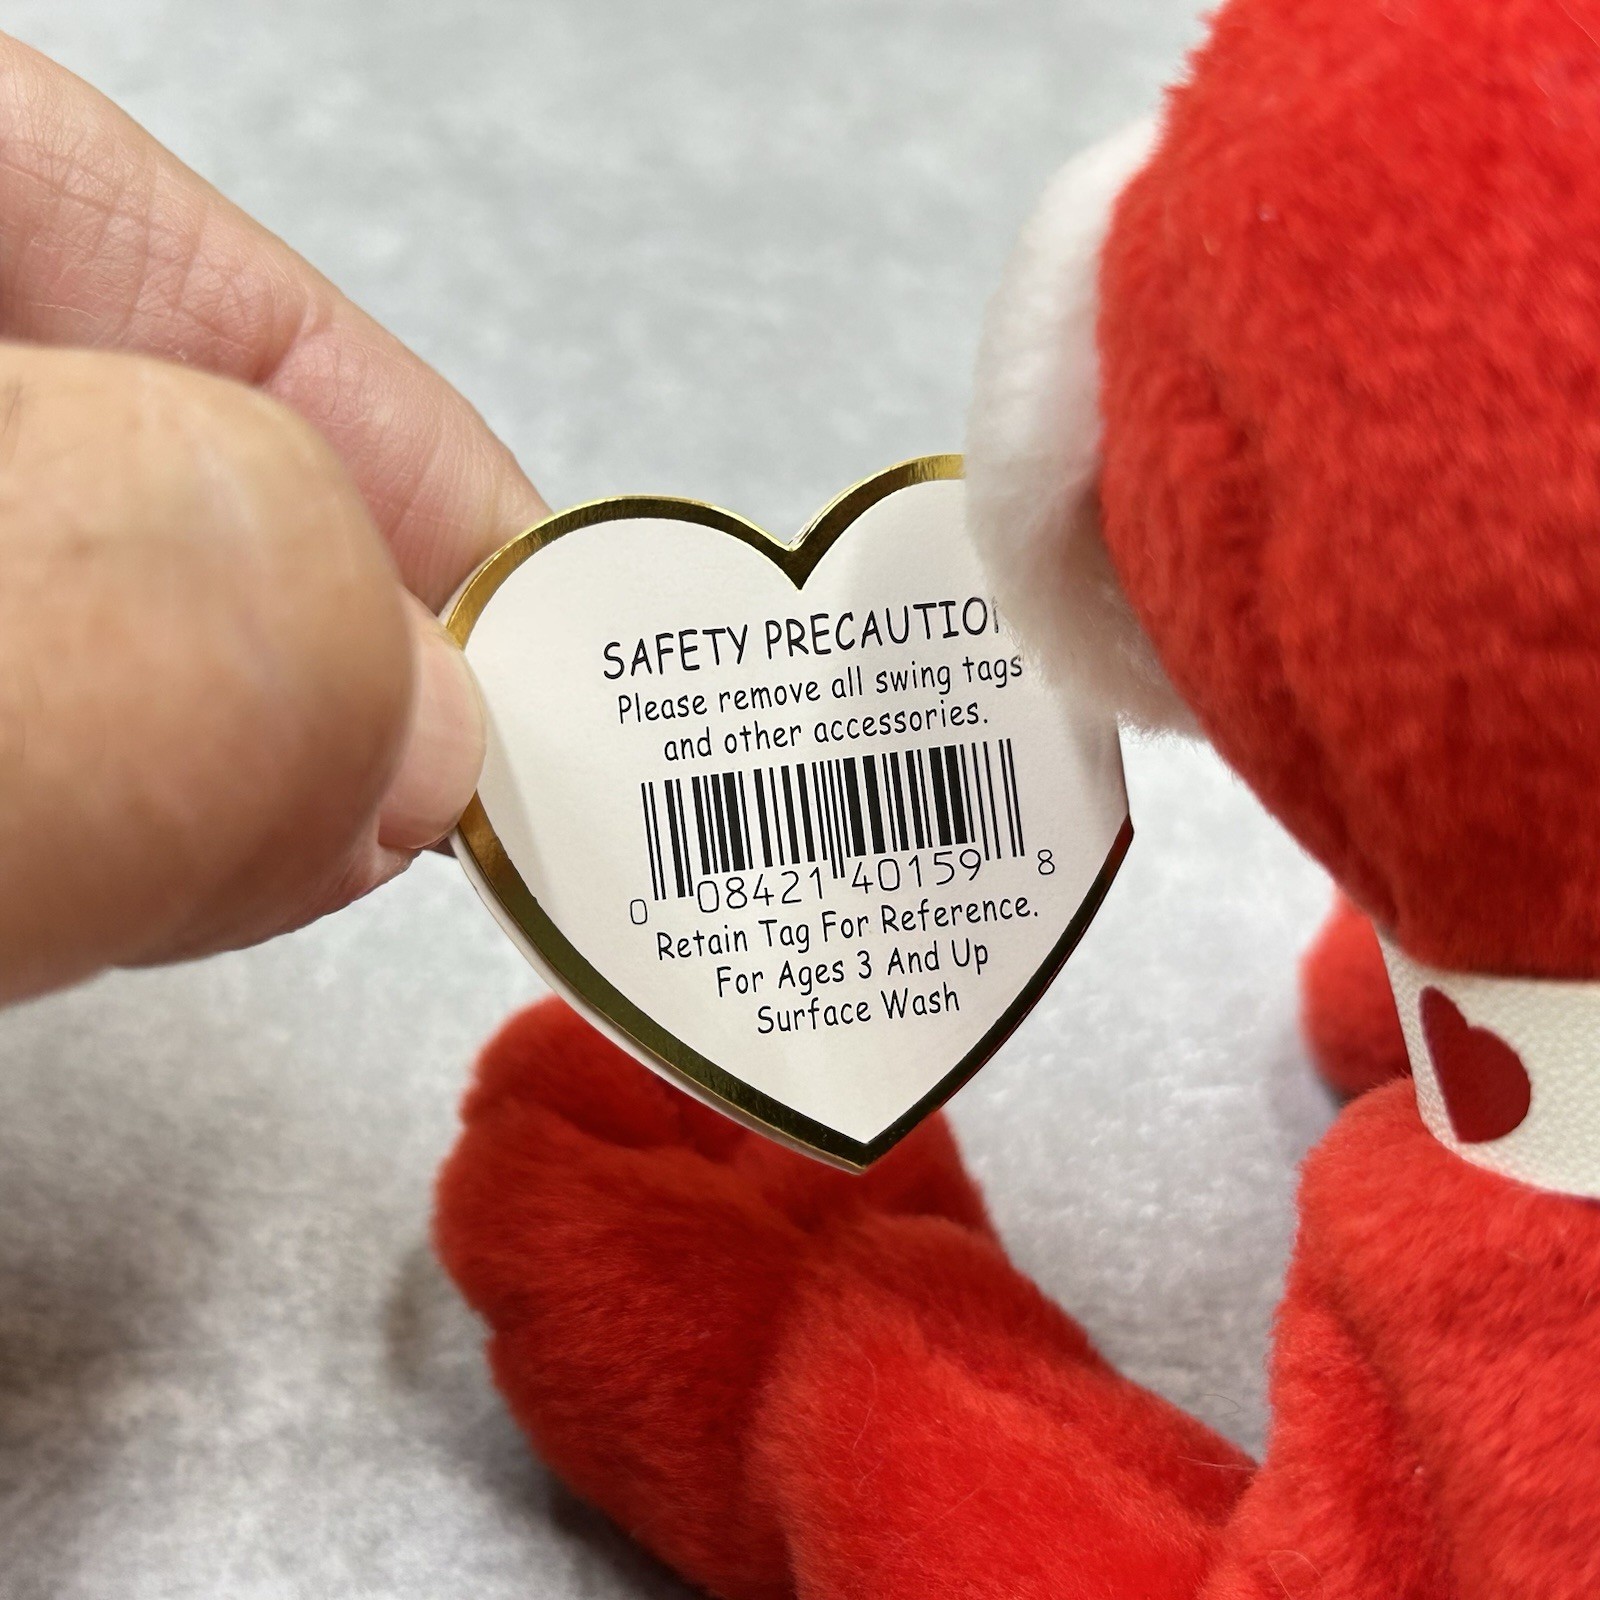 SAFETY PRECAUTION
Please remove all swing tags
and other accessories.
0 08421 40159 8
Retain Tag For Reference.
For Ages 3 And Up
Surface Wash